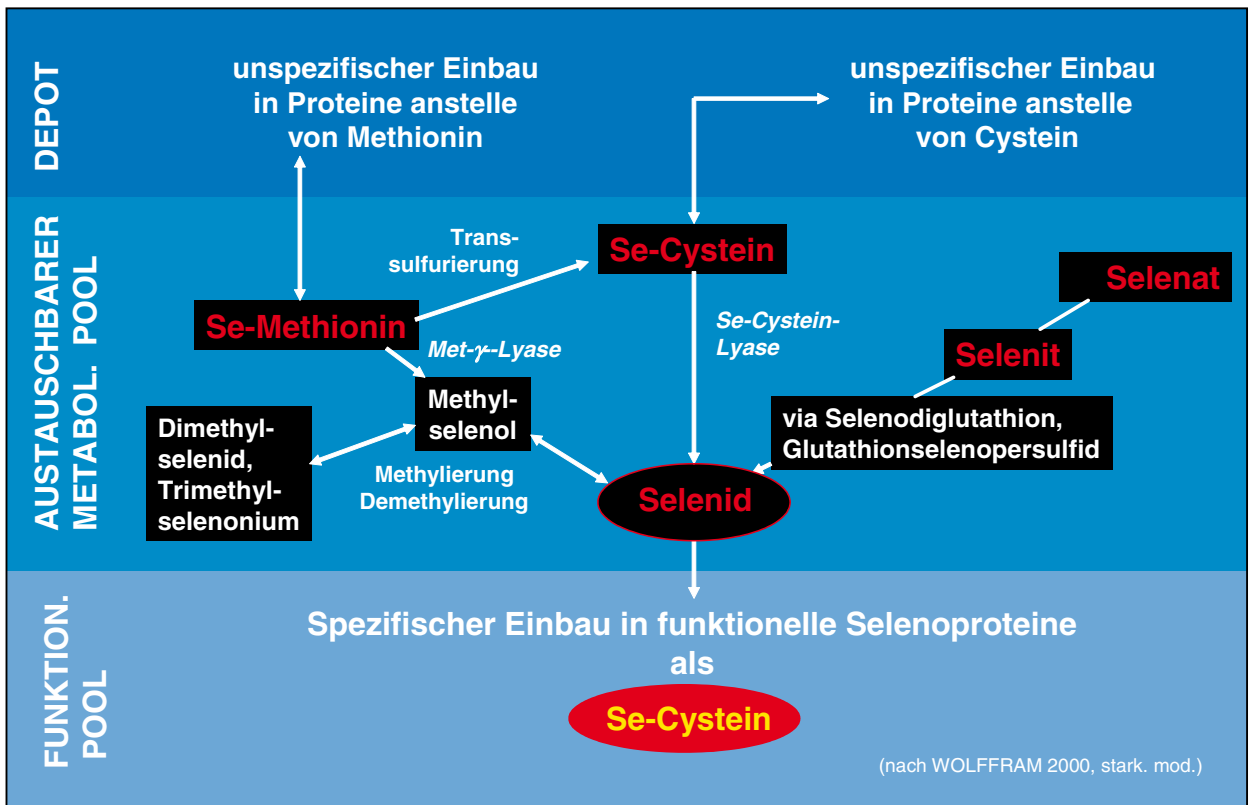 DEPOT
unspezifischer Einbau
in Proteine anstelle
von Methionin
unspezifischer Einbau
in Proteine anstelle
von Cystein
AUSTAUSCHBARER
METABOL. POOL
Trans-
sulfurierung
Se-Cystein
Selenat
Se-Methionin
Met-γ-Lyase
Se-Cystein-
Lyase
Selenit
Methyl-
selenol
via Selenodiglutathion,
Glutathionselenopersulfid
Dimethyl-
selenid,
Trimethyl-
selenonium
Methylierung
Demethylierung
Selenid
FUNKTION.
POOL
Spezifischer Einbau in funktionelle Selenoproteine
als
Se-Cystein
(nach WOLFFRAM 2000, stark. mod.)